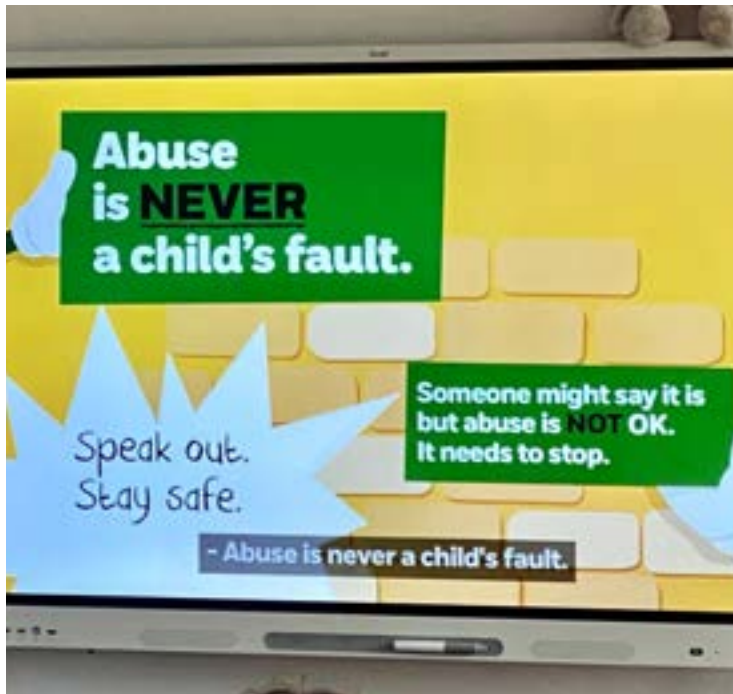 Abuse
is NEVER
a child's fault.
Someone might say it is
but abuse is NOT OK.
It needs to stop.
Speak out.
Stay safe.
- Abuse is never a child's fault.